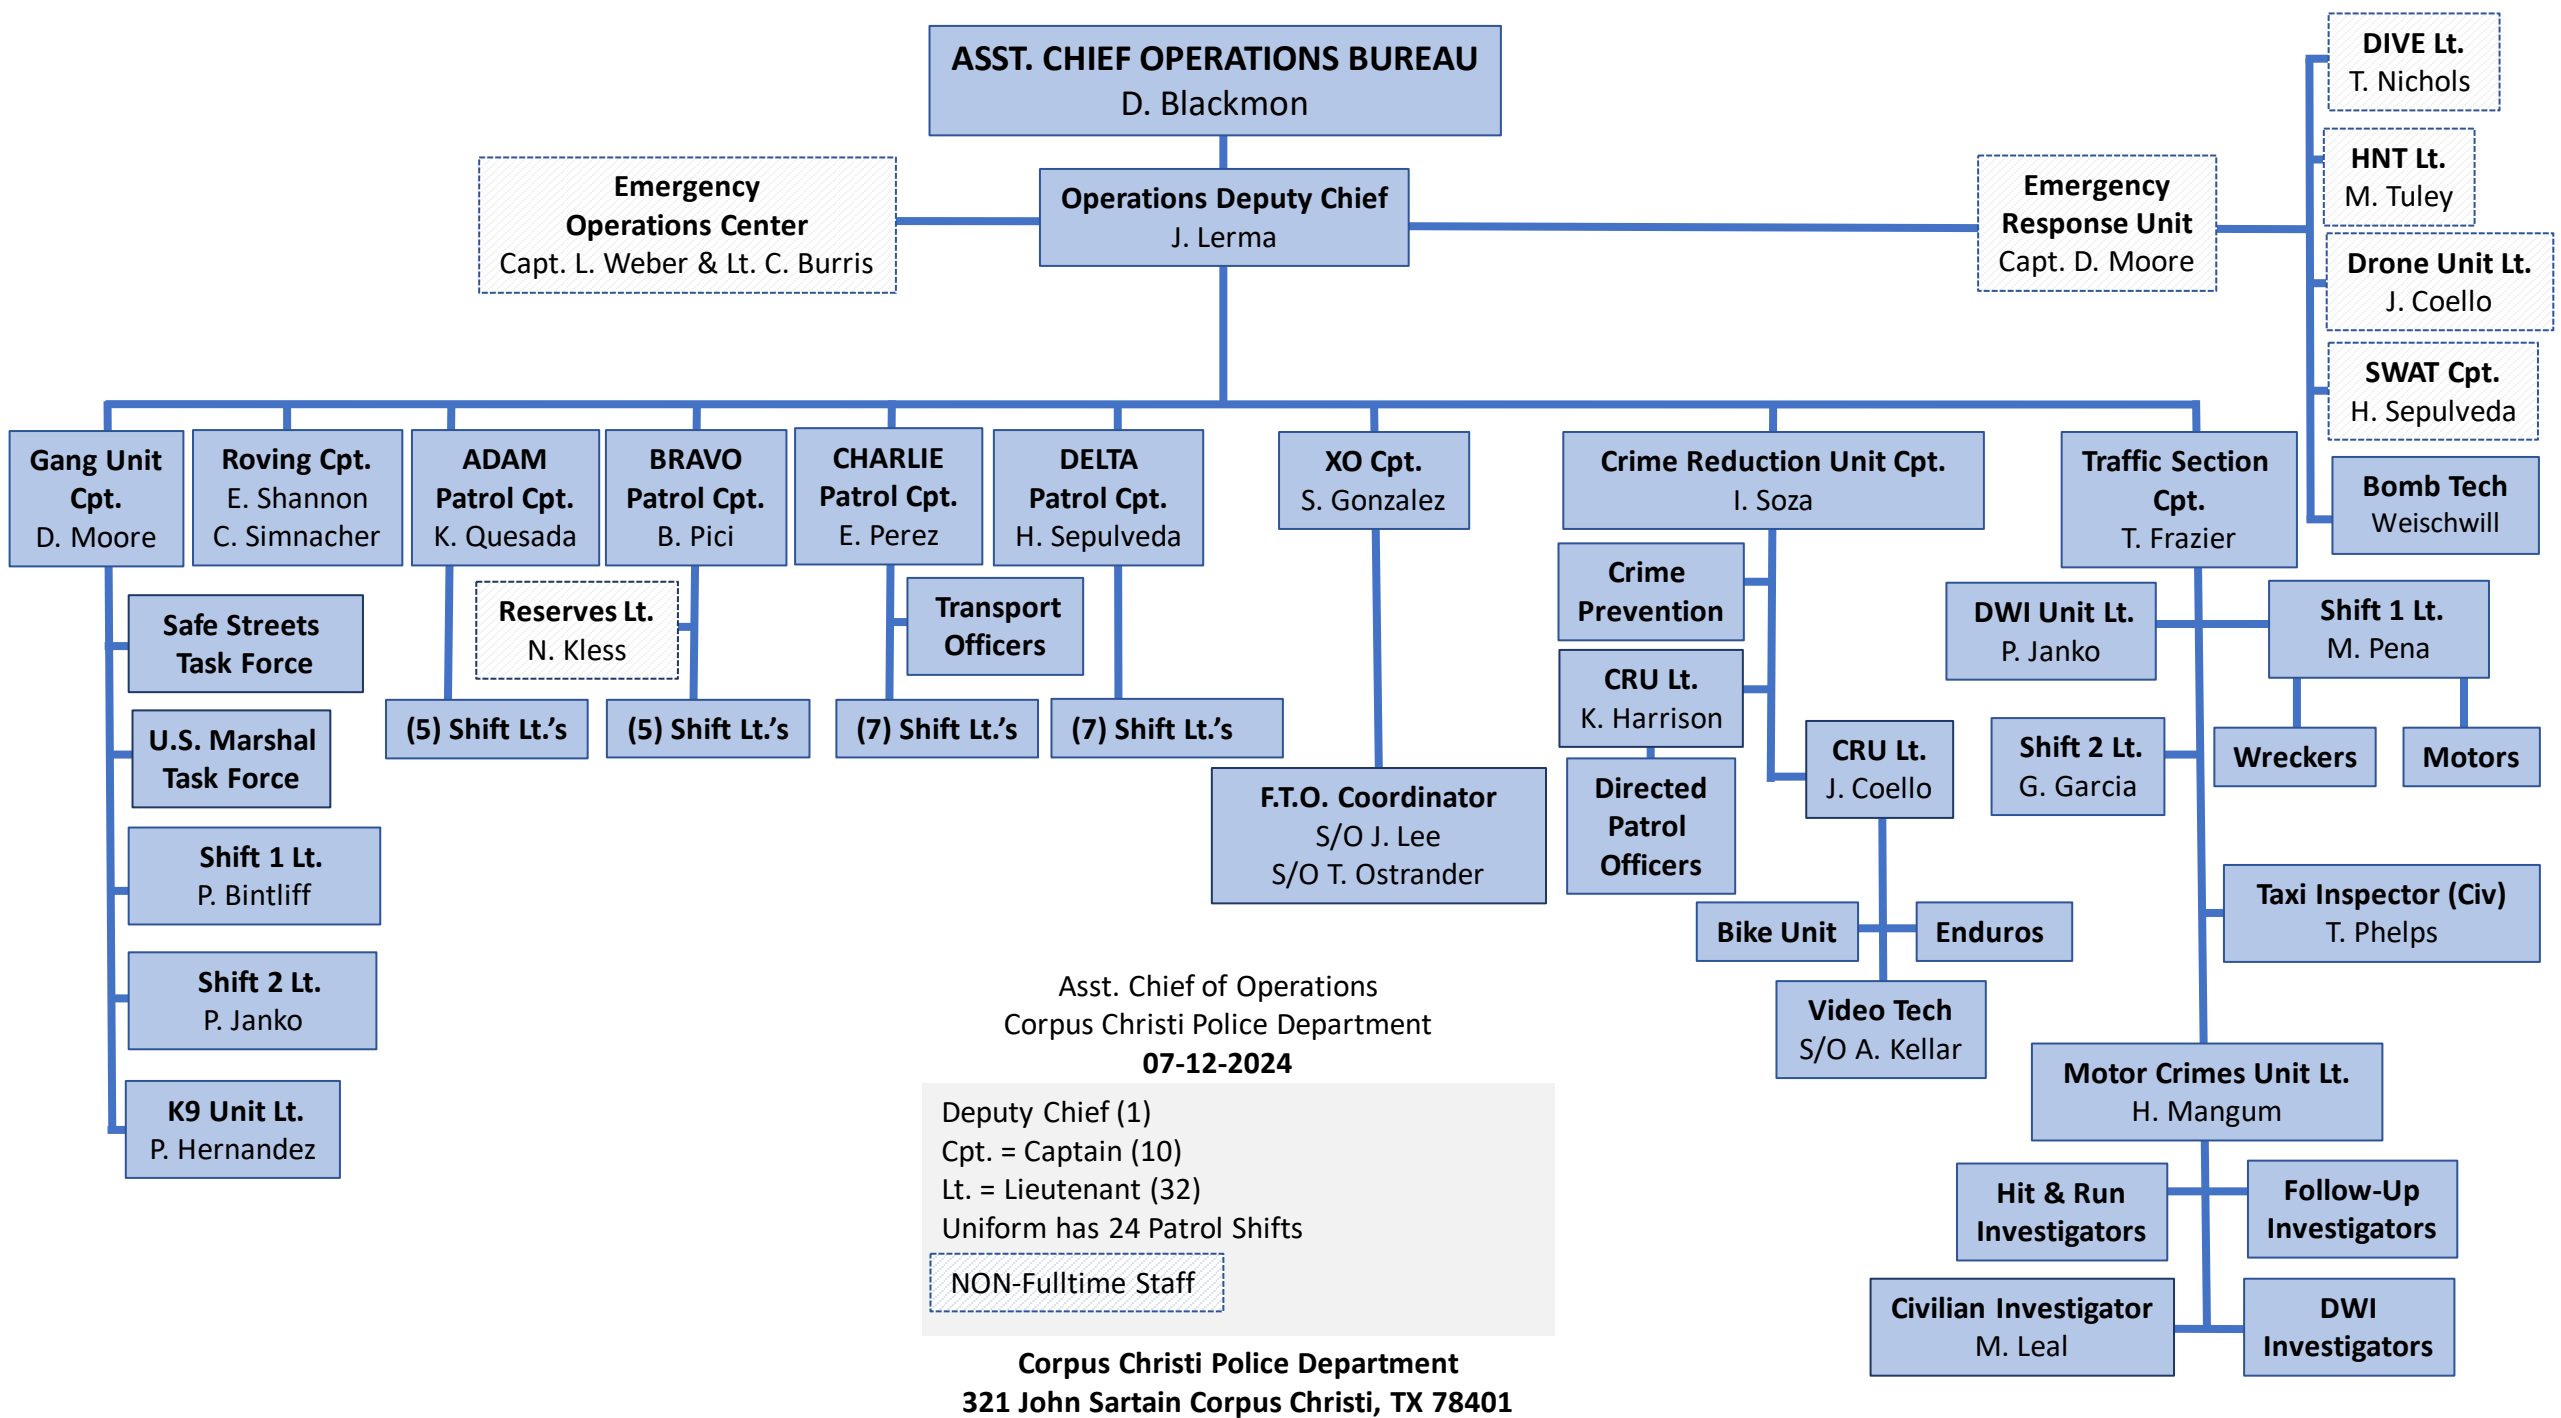 ASST. CHIEF OPERATIONS BUREAU
D. Blackmon
Emergency
Operations Center
Capt. L. Weber & Lt. C. Burris
Operations Deputy Chief
J. Lerma
Emergency
Response Unit
Capt. D. Moore
DIVE Lt.
T. Nichols
HNT Lt.
M. Tuley
Drone Unit Lt.
J. Coello
SWAT Cpt.
H. Sepulveda
Bomb Tech
Weischwill
Gang Unit
Cpt.
D. Moore
Safe Streets
Task Force
U.S. Marshal
Task Force
Shift 1 Lt.
P. Bintliff
Shift 2 Lt.
P. Janko
K9 Unit Lt.
P. Hernandez
Roving Cpt.
E. Shannon
C. Simnacher
ADAM
Patrol Cpt.
K. Quesada
(5) Shift Lt.'s
BRAVO
Patrol Cpt.
B. Pici
Reserves Lt.
N. Kless
(5) Shift Lt.'s
CHARLIE
Patrol Cpt.
E. Perez
Transport
Officers
(7) Shift Lt.'s
DELTA
Patrol Cpt.
H. Sepulveda
(7) Shift Lt.'s
XO Cpt.
S. Gonzalez
F.T.O. Coordinator
S/O J. Lee
S/O T. Ostrander
Crime Reduction Unit Cpt.
I. Soza
Crime
Prevention
CRU Lt.
K. Harrison
Directed
Patrol
Officers
CRU Lt.
J. Coello
Bike Unit
Enduros
Video Tech
S/O A. Kellar
Traffic Section
Cpt.
T. Frazier
DWI Unit Lt.
P. Janko
Shift 1 Lt.
M. Pena
Wreckers
Motors
Shift 2 Lt.
G. Garcia
Taxi Inspector (Civ)
T. Phelps
Motor Crimes Unit Lt.
H. Mangum
Hit & Run
Investigators
Follow-Up
Investigators
Civilian Investigator
M. Leal
DWI
Investigators
Asst. Chief of Operations
Corpus Christi Police Department
07-12-2024
Deputy Chief (1)
Cpt. = Captain (10)
Lt. = Lieutenant (32)
Uniform has 24 Patrol Shifts
NON-Fulltime Staff
Corpus Christi Police Department
321 John Sartain Corpus Christi, TX 78401